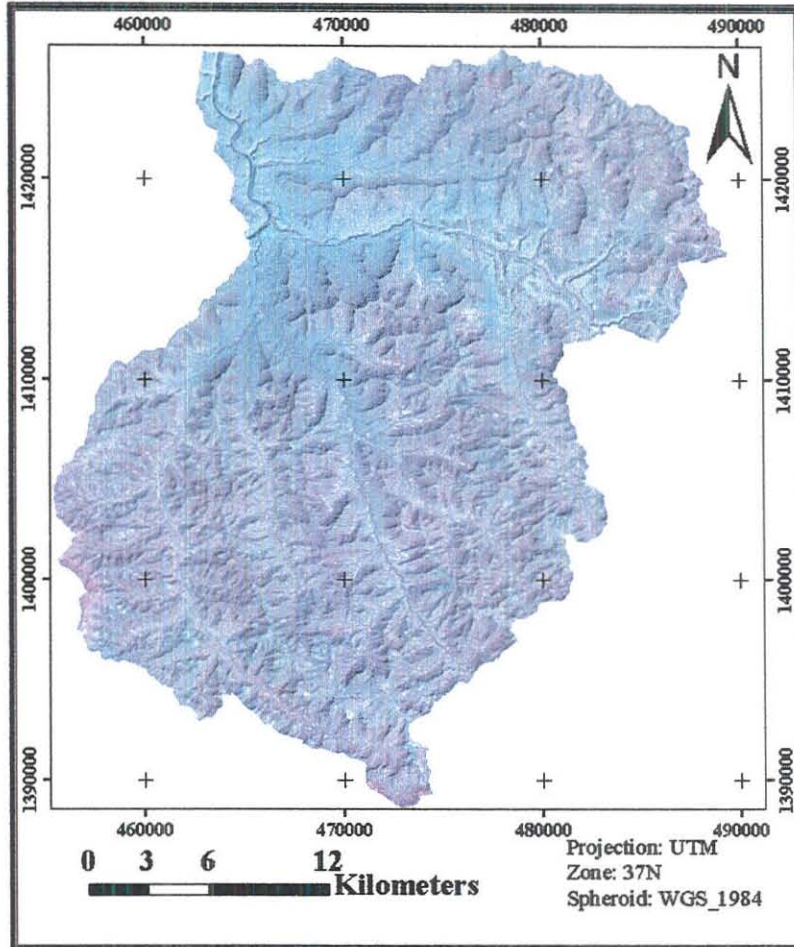 460000 470000 480000 490000
N
1420000 1420000
1410000 1410000
1400000 1400000
1390000 1390000
460000 470000 480000 490000
0 3 6 12
Kilometers
Projection: UTM
Zone: 37N
Spheroid: WGS_1984